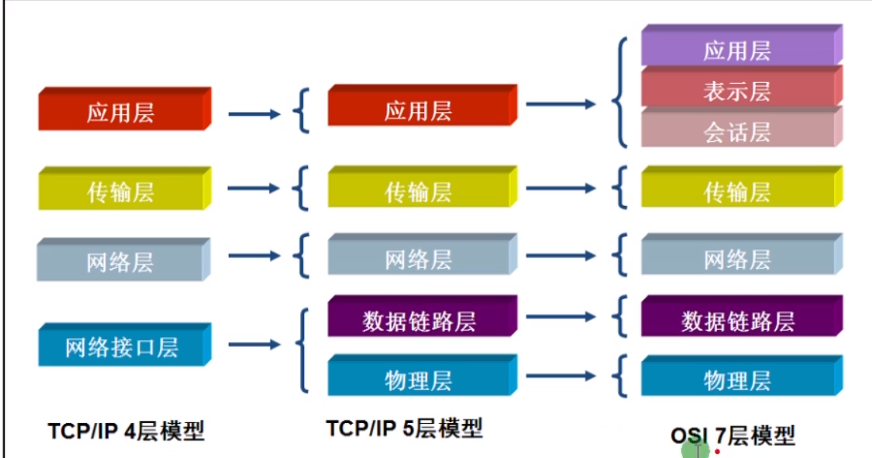 应用层
传输层
网络层
网络接口层
TCP/IP 4层模型
应用层
传输层
网络层
数据链路层
物理层
TCP/IP 5层模型
应用层
表示层
会话层
传输层
网络层
数据链路层
物理层
OSI 7层模型